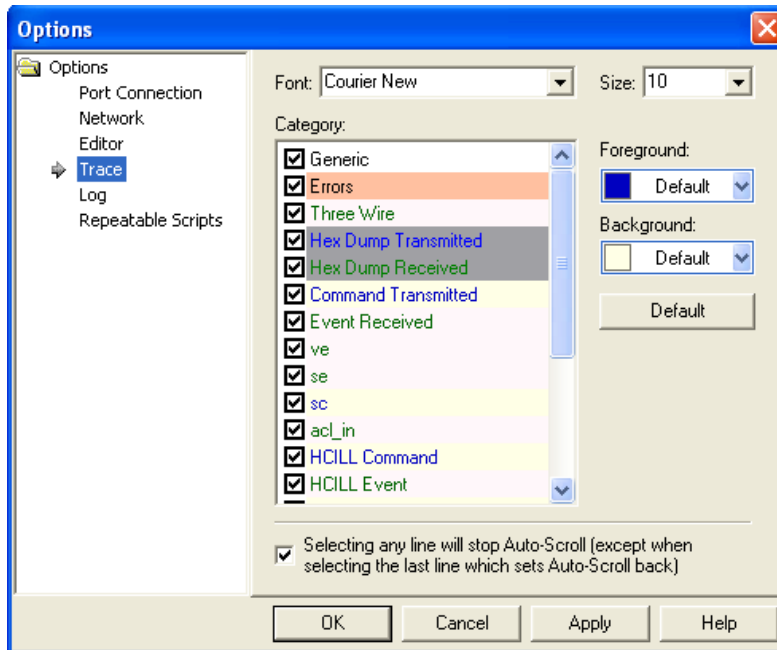 Options
Options
Port Connection
Network
Editor
Trace
Log
Repeatable Scripts
Font: Courier New
Size: 10
Category:
Generic
Errors
Three Wire
Hex Dump Transmitted
Hex Dump Received
Command Transmitted
Event Received
ve
se
sc
acl_in
HCILL Command
HCILL Event
Foreground:
Default
Background:
Default
Default
Selecting any line will stop Auto-Scroll (except when
selecting the last line which sets Auto-Scroll back)
OK Cancel Apply Help